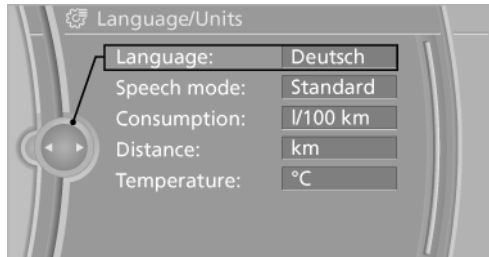 Language/Units
Language: Deutsch
Speech mode: Standard
Consumption: l/100 km
Distance: km
Temperature: °C